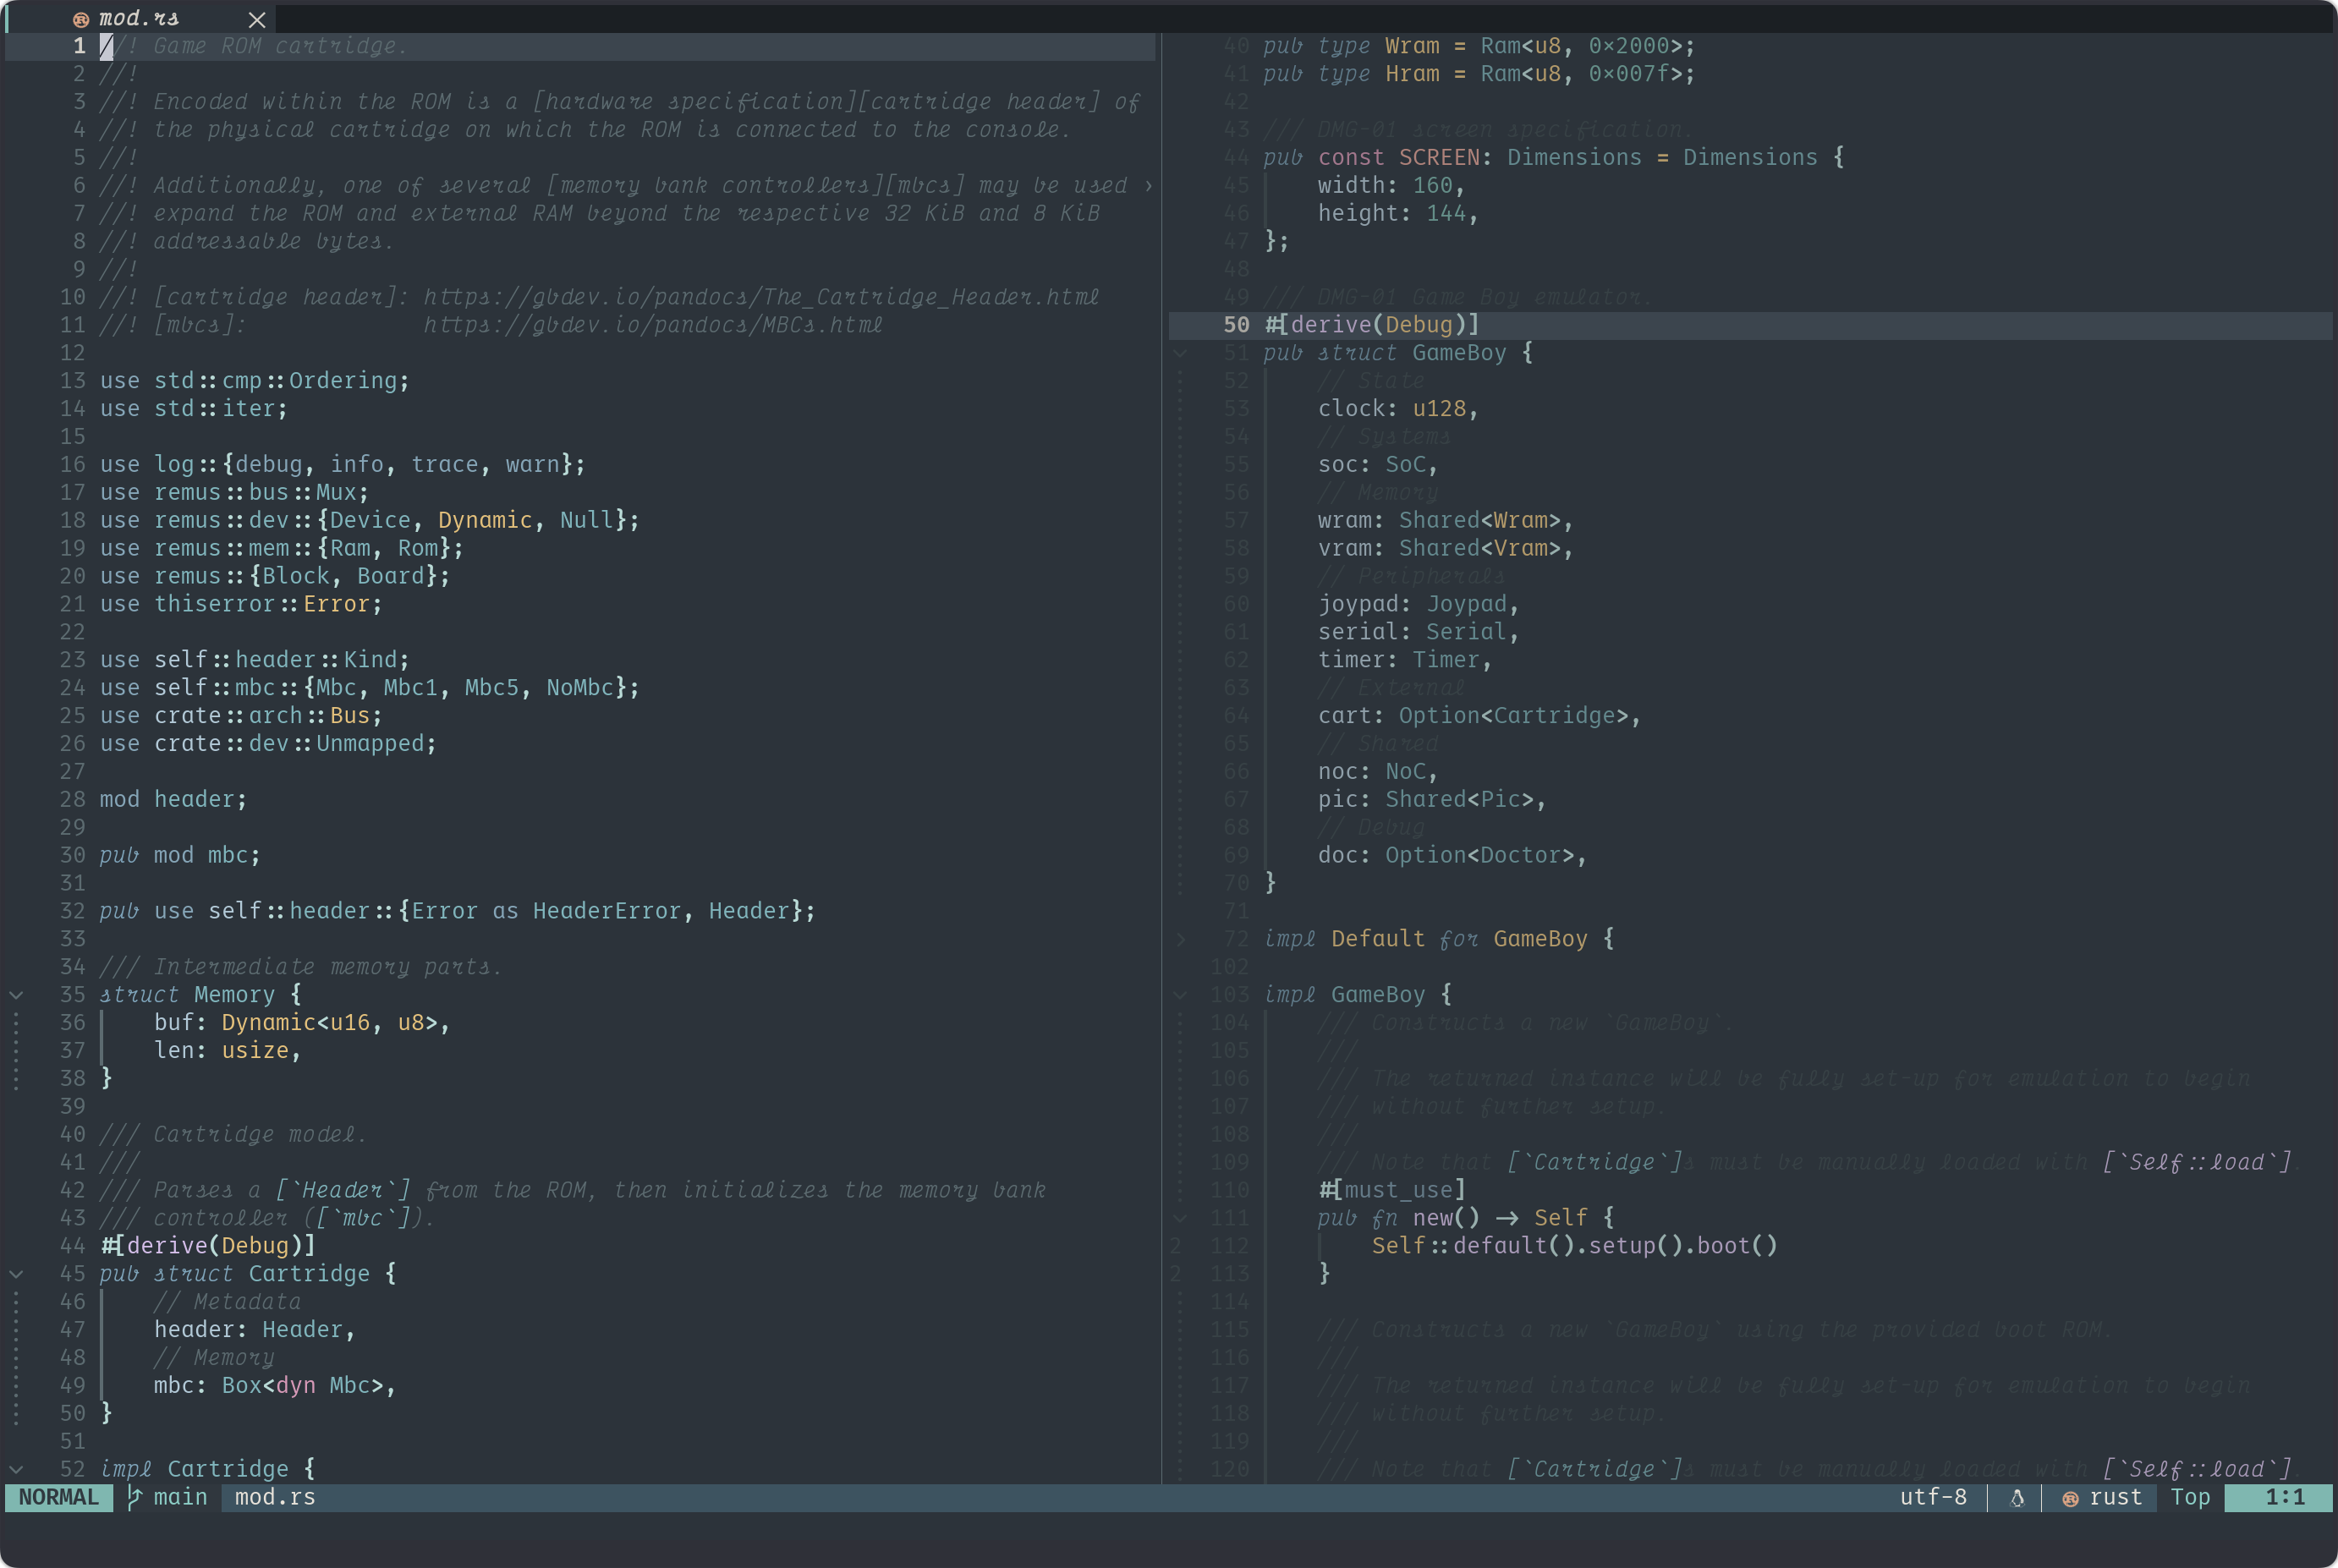 mod.rs
1 //! Game ROM cartridge.
2 //!
3 //! Encoded within the ROM is a [hardware specification][cartridge header] of
4 //! the physical cartridge on which the ROM is connected to the console.
5 //!
6 //! Additionally, one of several [memory bank controllers][mbcs] may be used ›
7 //! expand the ROM and external RAM beyond the respective 32 KiB and 8 KiB
8 //! addressable bytes.
9 //!
10 //! [cartridge header]: https://gbdev.io/pandocs/The_Cartridge_Header.html
11 //! [mbcs]:             https://gbdev.io/pandocs/MBCs.html
12
13 use std::cmp::Ordering;
14 use std::iter;
15
16 use log::{debug, info, trace, warn};
17 use remus::bus::Mux;
18 use remus::dev::{Device, Dynamic, Null};
19 use remus::mem::{Ram, Rom};
20 use remus::{Block, Board};
21 use thiserror::Error;
22
23 use self::header::Kind;
24 use self::mbc::{Mbc, Mbc1, Mbc5, NoMbc};
25 use crate::arch::Bus;
26 use crate::dev::Unmapped;
27
28 mod header;
29
30 pub mod mbc;
31
32 pub use self::header::{Error as HeaderError, Header};
33
34 /// Intermediate memory parts.
35 struct Memory {
36     buf: Dynamic<u16, u8>,
37     len: usize,
38 }
39
40 /// Cartridge model.
41 ///
42 /// Parses a [`Header`] from the ROM, then initializes the memory bank
43 /// controller ([`mbc`]).
44 #[derive(Debug)]
45 pub struct Cartridge {
46     // Metadata
47     header: Header,
48     // Memory
49     mbc: Box<dyn Mbc>,
50 }
51
52 impl Cartridge {
40 pub type Wram = Ram<u8, 0x2000>;
41 pub type Hram = Ram<u8, 0x007f>;
42
43 /// DMG-01 screen specification.
44 pub const SCREEN: Dimensions = Dimensions {
45     width: 160,
46     height: 144,
47 };
48
49 /// DMG-01 Game Boy emulator.
50 #[derive(Debug)]
51 pub struct GameBoy {
52     // State
53     clock: u128,
54     // Systems
55     soc: SoC,
56     // Memory
57     wram: Shared<Wram>,
58     vram: Shared<Vram>,
59     // Peripherals
60     joypad: Joypad,
61     serial: Serial,
62     timer: Timer,
63     // External
64     cart: Option<Cartridge>,
65     // Shared
66     noc: NoC,
67     pic: Shared<Pic>,
68     // Debug
69     doc: Option<Doctor>,
70 }
71
72 impl Default for GameBoy {
102
103 impl GameBoy {
104     /// Constructs a new `GameBoy`.
105     ///
106     /// The returned instance will be fully set-up for emulation to begin
107     /// without further setup.
108     ///
109     /// Note that [`Cartridge`]s must be manually loaded with [`Self::load`].
110     #[must_use]
111     pub fn new() -> Self {
2 112         Self::default().setup().boot()
2 113     }
114
115     /// Constructs a new `GameBoy` using the provided boot ROM.
116     ///
117     /// The returned instance will be fully set-up for emulation to begin
118     /// without further setup.
119     ///
120     /// Note that [`Cartridge`]s must be manually loaded with [`Self::load`].
NORMAL main mod.rs utf-8 rust Top 1:1